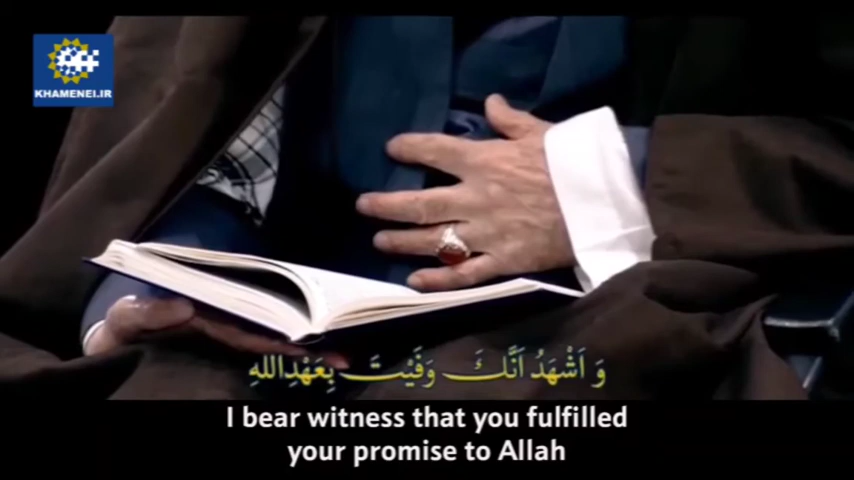 KHAMENEI.IR
وَ اَشْهَدُ اَنَّكَ وَفَيْتَ بِعَهْدِاللهِ
I bear witness that you fulfilled
your promise to Allah